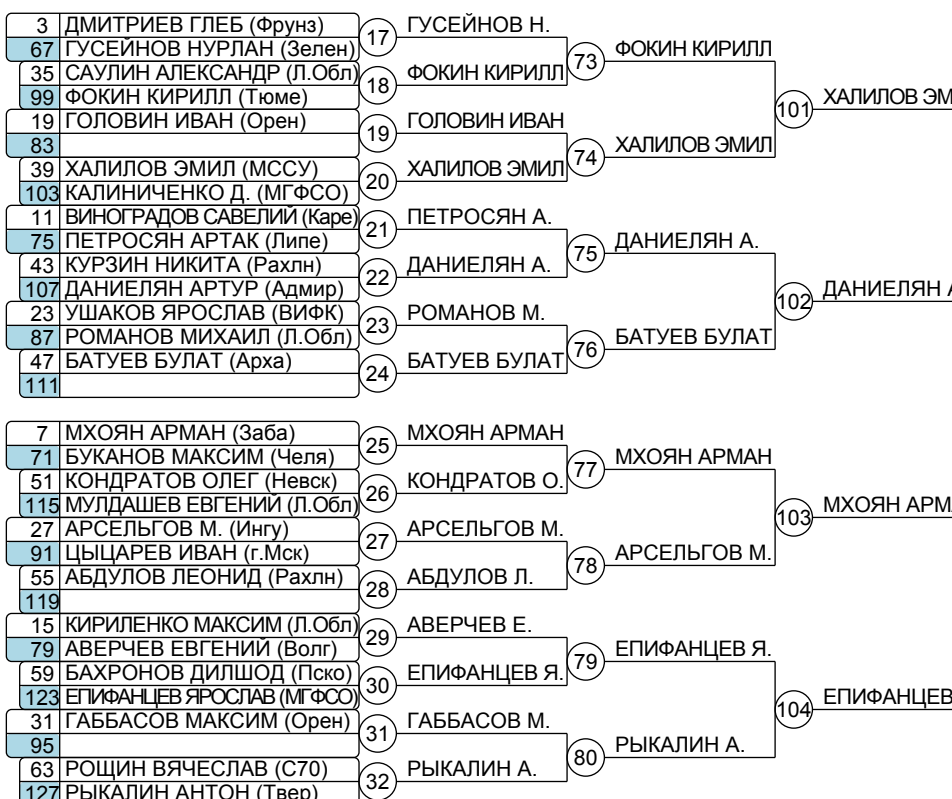 3 ДМИТРИЕВ ГЛЕБ (Фрунз)
67 ГУСЕЙНОВ НУРЛАН (Зелен)
35 САУЛИН АЛЕКСАНДР (Л.Обл)
99 ФОКИН КИРИЛЛ (Тюме)
19 ГОЛОВИН ИВАН (Орен)
83
39 ХАЛИЛОВ ЭМИЛ (МССУ)
103 КАЛИНИЧЕНКО Д. (МГФСО)
11 ВИНОГРАДОВ САВЕЛИЙ (Каре)
75 ПЕТРОСЯН АРТАК (Липе)
43 КУРЗИН НИКИТА (Рахлн)
107 ДАНИЕЛЯН АРТУР (Адмир)
23 УШАКОВ ЯРОСЛАВ (ВИФК)
87 РОМАНОВ МИХАИЛ (Л.Обл)
47 БАТУЕВ БУЛАТ (Арха)
111
17 ГУСЕЙНОВ Н.
18 ФОКИН КИРИЛЛ
19 ГОЛОВИН ИВАН
20 ХАЛИЛОВ ЭМИЛ
21 ПЕТРОСЯН А.
22 ДАНИЕЛЯН А.
23 РОМАНОВ М.
24 БАТУЕВ БУЛАТ
73 ФОКИН КИРИЛЛ
74 ХАЛИЛОВ ЭМИЛ
75 ДАНИЕЛЯН А.
76 БАТУЕВ БУЛАТ
101 ХАЛИЛОВ ЭМ
102 ДАНИЕЛЯН
7 МХОЯН АРМАН (Заба)
71 БУКАНОВ МАКСИМ (Челя)
51 КОНДРАТОВ ОЛЕГ (Невск)
115 МУЛДАШЕВ ЕВГЕНИЙ (Л.Обл)
27 АРСЕЛЬГОВ М. (Ингу)
91 ЦЫЦАРЕВ ИВАН (г.Мск)
55 АБДУЛОВ ЛЕОНИД (Рахлн)
119
15 КИРИЛЕНКО МАКСИМ (Л.Обл)
79 АВЕРЧЕВ ЕВГЕНИЙ (Волг)
59 БАХРОНОВ ДИЛШОД (Пско)
123 ЕПИФАНЦЕВ ЯРОСЛАВ (МГФСО)
31 ГАББАСОВ МАКСИМ (Орен)
95
63 РОЩИН ВЯЧЕСЛАВ (С70)
127 РЫКАЛИН АНТОН (Твер)
25 МХОЯН АРМАН
26 КОНДРАТОВ О.
27 АРСЕЛЬГОВ М.
28 АБДУЛОВ Л.
29 АВЕРЧЕВ Е.
30 ЕПИФАНЦЕВ Я.
31 ГАББАСОВ М.
32 РЫКАЛИН А.
77 МХОЯН АРМАН
78 АРСЕЛЬГОВ М.
79 ЕПИФАНЦЕВ Я.
80 РЫКАЛИН А.
103 МХОЯН АРМ
104 ЕПИФАНЦЕВ